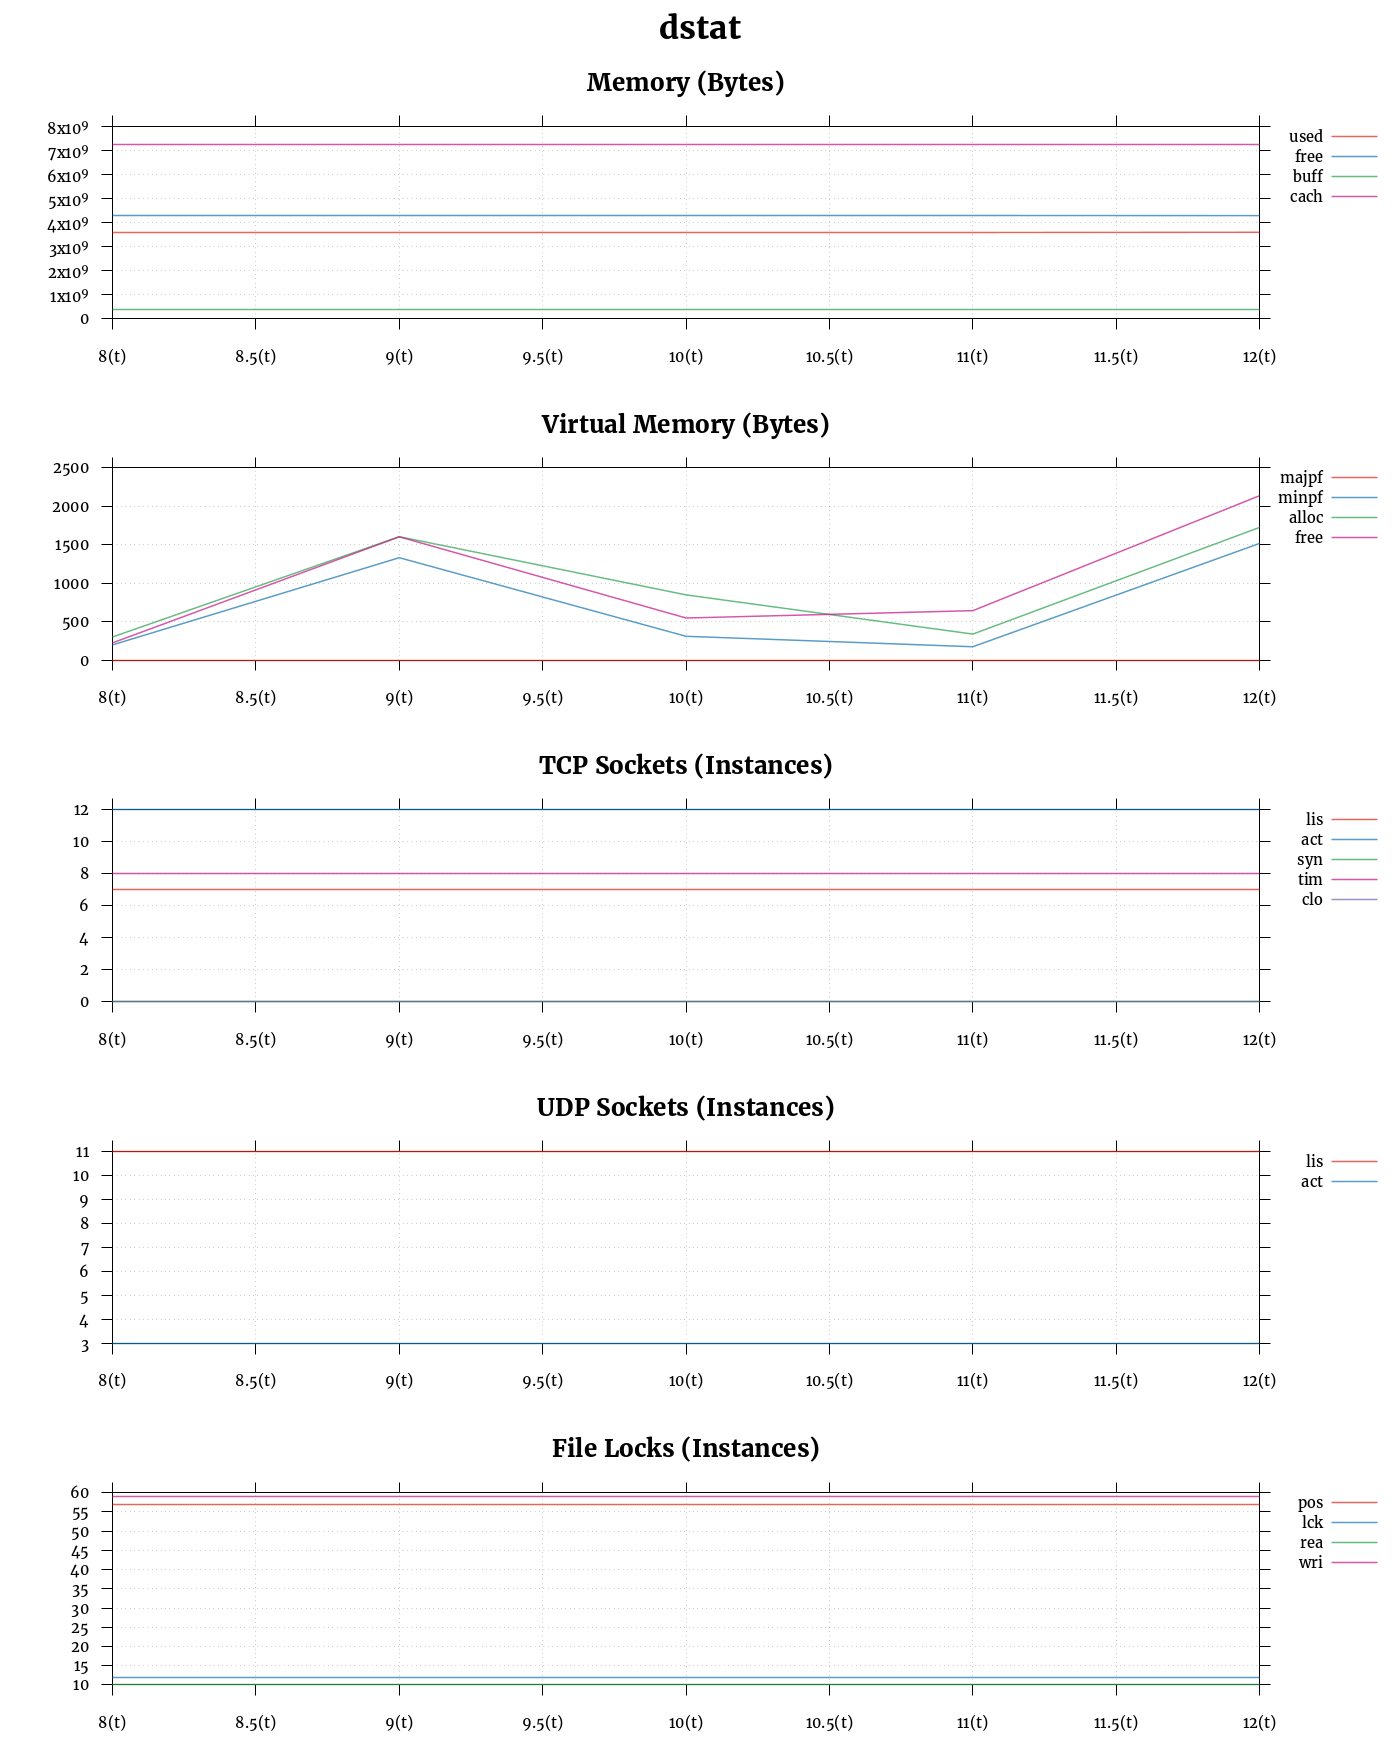 dstat
Memory (Bytes)
8x10⁹
7x10⁹
6x10⁹
5x10⁹
4x10⁹
3x10⁹
2x10⁹
1x10⁹
0
8(t) 8.5(t) 9(t) 9.5(t) 10(t) 10.5(t) 11(t) 11.5(t) 12(t)
used
free
buff
cach
Virtual Memory (Bytes)
2500
2000
1500
1000
500
0
8(t) 8.5(t) 9(t) 9.5(t) 10(t) 10.5(t) 11(t) 11.5(t) 12(t)
majpf
minpf
alloc
free
TCP Sockets (Instances)
12
10
8
6
4
2
0
8(t) 8.5(t) 9(t) 9.5(t) 10(t) 10.5(t) 11(t) 11.5(t) 12(t)
lis
act
syn
tim
clo
UDP Sockets (Instances)
11
10
9
8
7
6
5
4
3
8(t) 8.5(t) 9(t) 9.5(t) 10(t) 10.5(t) 11(t) 11.5(t) 12(t)
lis
act
File Locks (Instances)
60
55
50
45
40
35
30
25
20
15
10
8(t) 8.5(t) 9(t) 9.5(t) 10(t) 10.5(t) 11(t) 11.5(t) 12(t)
pos
lck
rea
wri